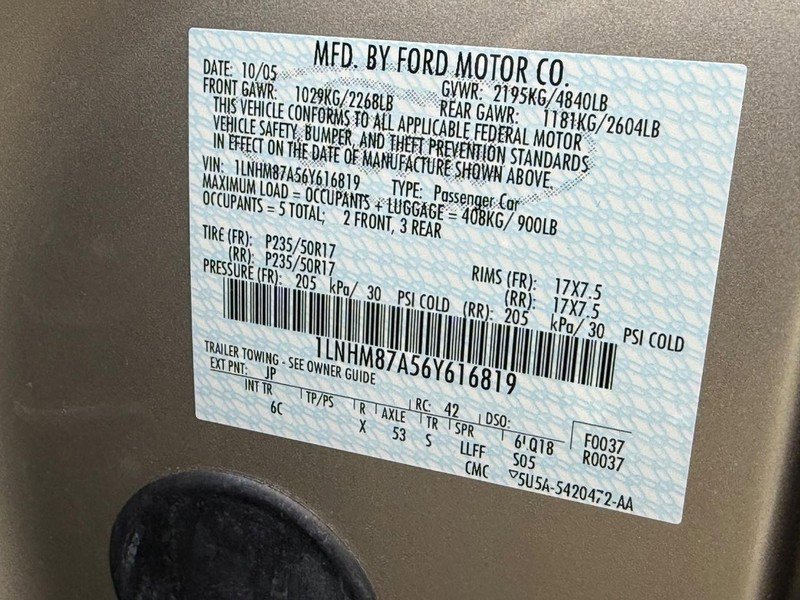 MFD. BY FORD MOTOR CO.
DATE: 10/05 GVWR: 2195KG/4840LB
FRONT GAWR: 1029KG/2268LB REAR GAWR: 1181KG/2604LB
THIS VEHICLE CONFORMS TO ALL APPLICABLE FEDERAL MOTOR
VEHICLE SAFETY, BUMPER, AND THEFT PREVENTION STANDARDS
IN EFFECT ON THE DATE OF MANUFACTURE SHOWN ABOVE.
VIN: 1LNHM87A56Y616819 TYPE: Passenger Car
MAXIMUM LOAD = OCCUPANTS + LUGGAGE = 408KG/ 900LB
OCCUPANTS = 5 TOTAL; 2 FRONT, 3 REAR
TIRE (FR): P235/50R17 RIMS (FR): 17X7.5
(RR): P235/50R17 (RR): 17X7.5
PRESSURE (FR): 205 kPa/ 30 PSI COLD (RR): 205 kPa/ 30 PSI COLD
1LNHM87A56Y616819
TRAILER TOWING - SEE OWNER GUIDE
EXT PNT: JP RC: 42 DSO: F0037
INT TR TP/PS R AXLE TR SPR 6 Q18 R0037
6C X 53 S LLFF S05
CMC ▽5U5A-5420472-AA